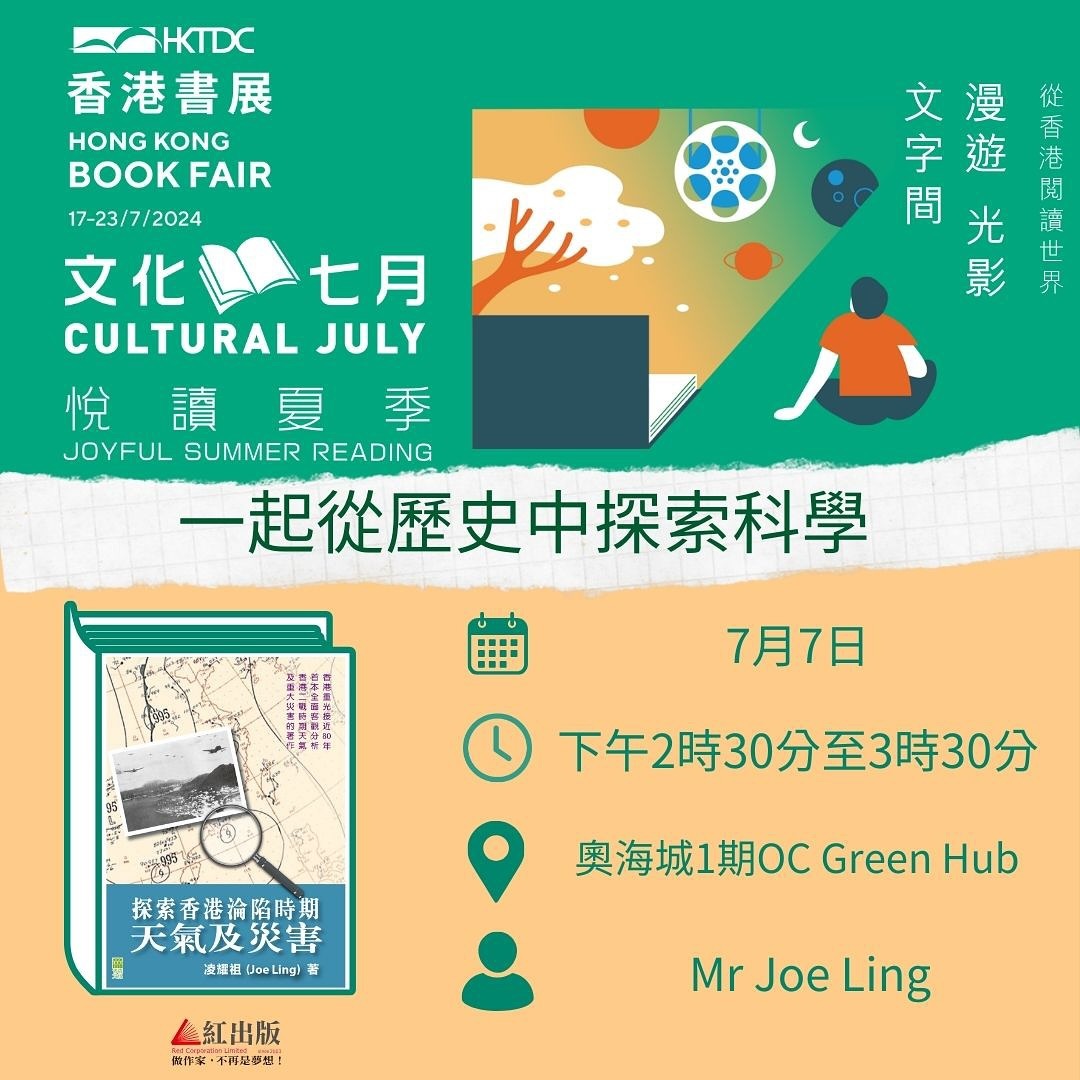 HKTDC
香港書展
HONG KONG
BOOK FAIR
17-23/7/2024
文化七月
CULTURAL JULY
悅讀夏季
JOYFUL SUMMER READING
從香港閱讀世界
漫遊 光影
文字間
一起從歷史中探索科學
香港重光接近80年
首本全面客觀分析
香港二戰時期天氣
及重大災害的著作
995
95
995
探索香港淪陷時期
天氣及災害
凌耀祖 (Joe Ling) 著
紅出版
Red Corporation Limited
做作家·不再是夢想!
7月7日
下午2時30分至3時30分
奧海城1期OC Green Hub
Mr Joe Ling